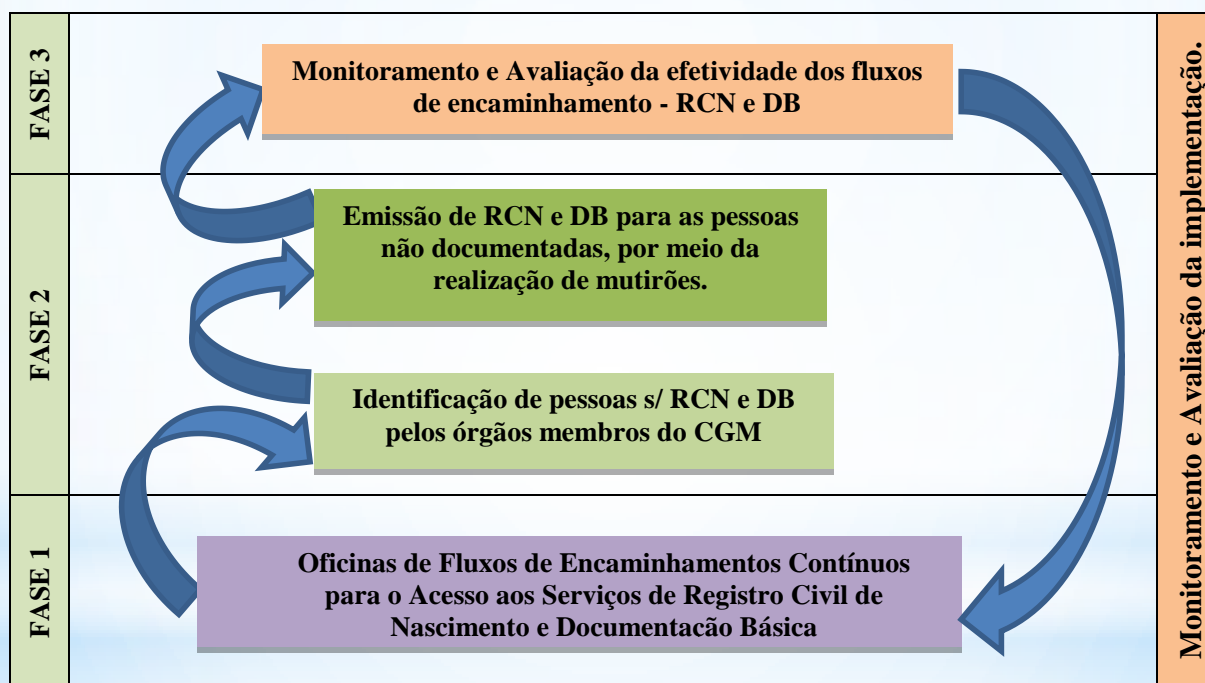 FASE 3
Monitoramento e Avaliação da efetividade dos fluxos
de encaminhamento - RCN e DB
FASE 2
Emissão de RCN e DB para as pessoas
não documentadas, por meio da
realização de mutirões.
Identificação de pessoas s/ RCN e DB
pelos órgãos membros do CGM
FASE 1
Oficinas de Fluxos de Encaminhamentos Contínuos
para o Acesso aos Serviços de Registro Civil de
Nascimento e Documentacão Básica
Monitoramento e Avaliação da implementação.